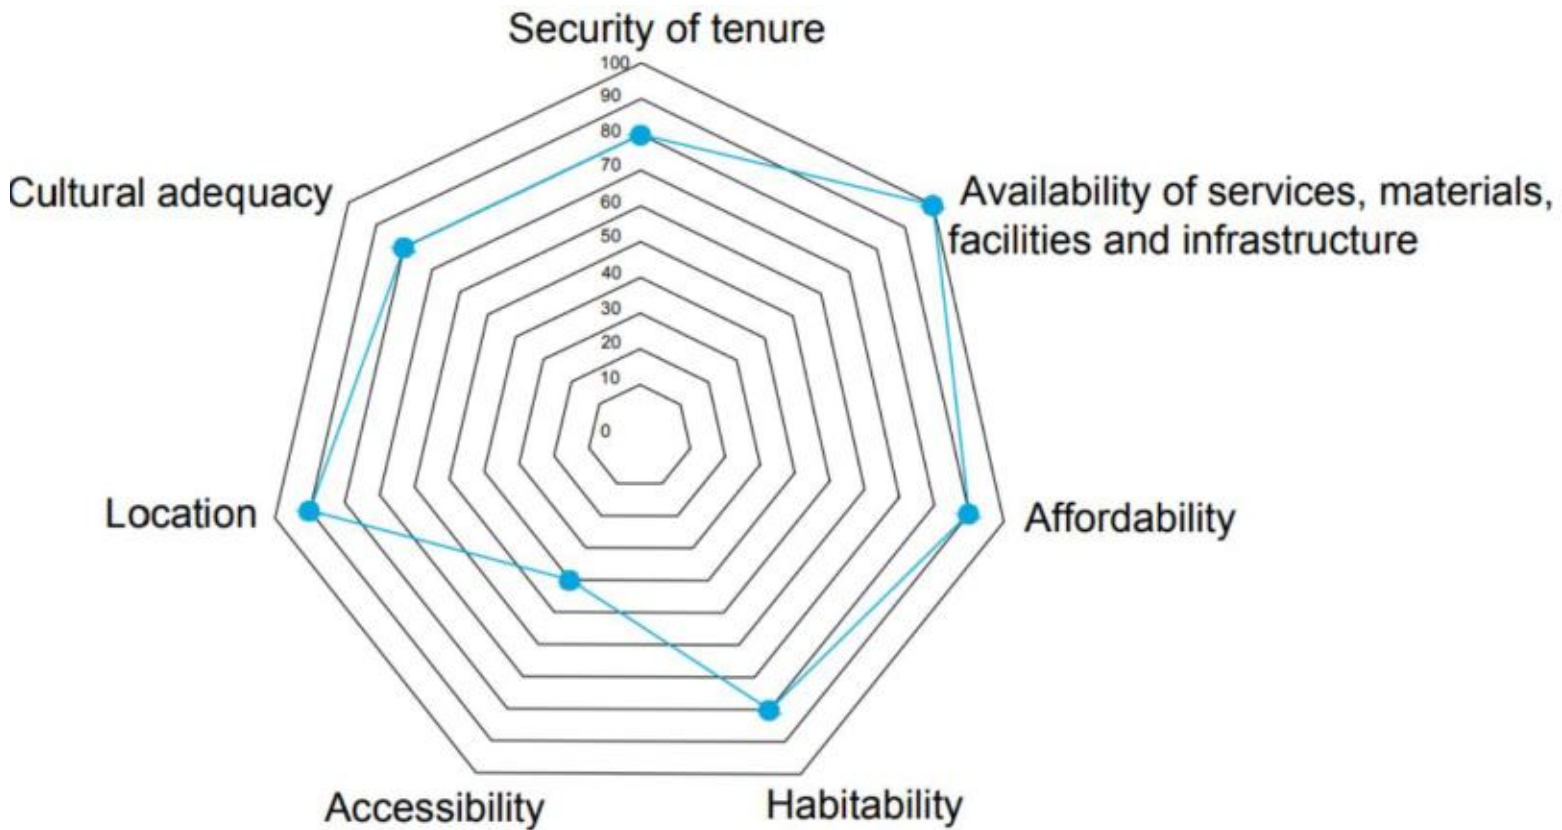 Security of tenure
100
90
80
70
60
50
40
30
20
10
0
Cultural adequacy
Availability of services, materials,
facilities and infrastructure
Location
Affordability
Accessibility
Habitability